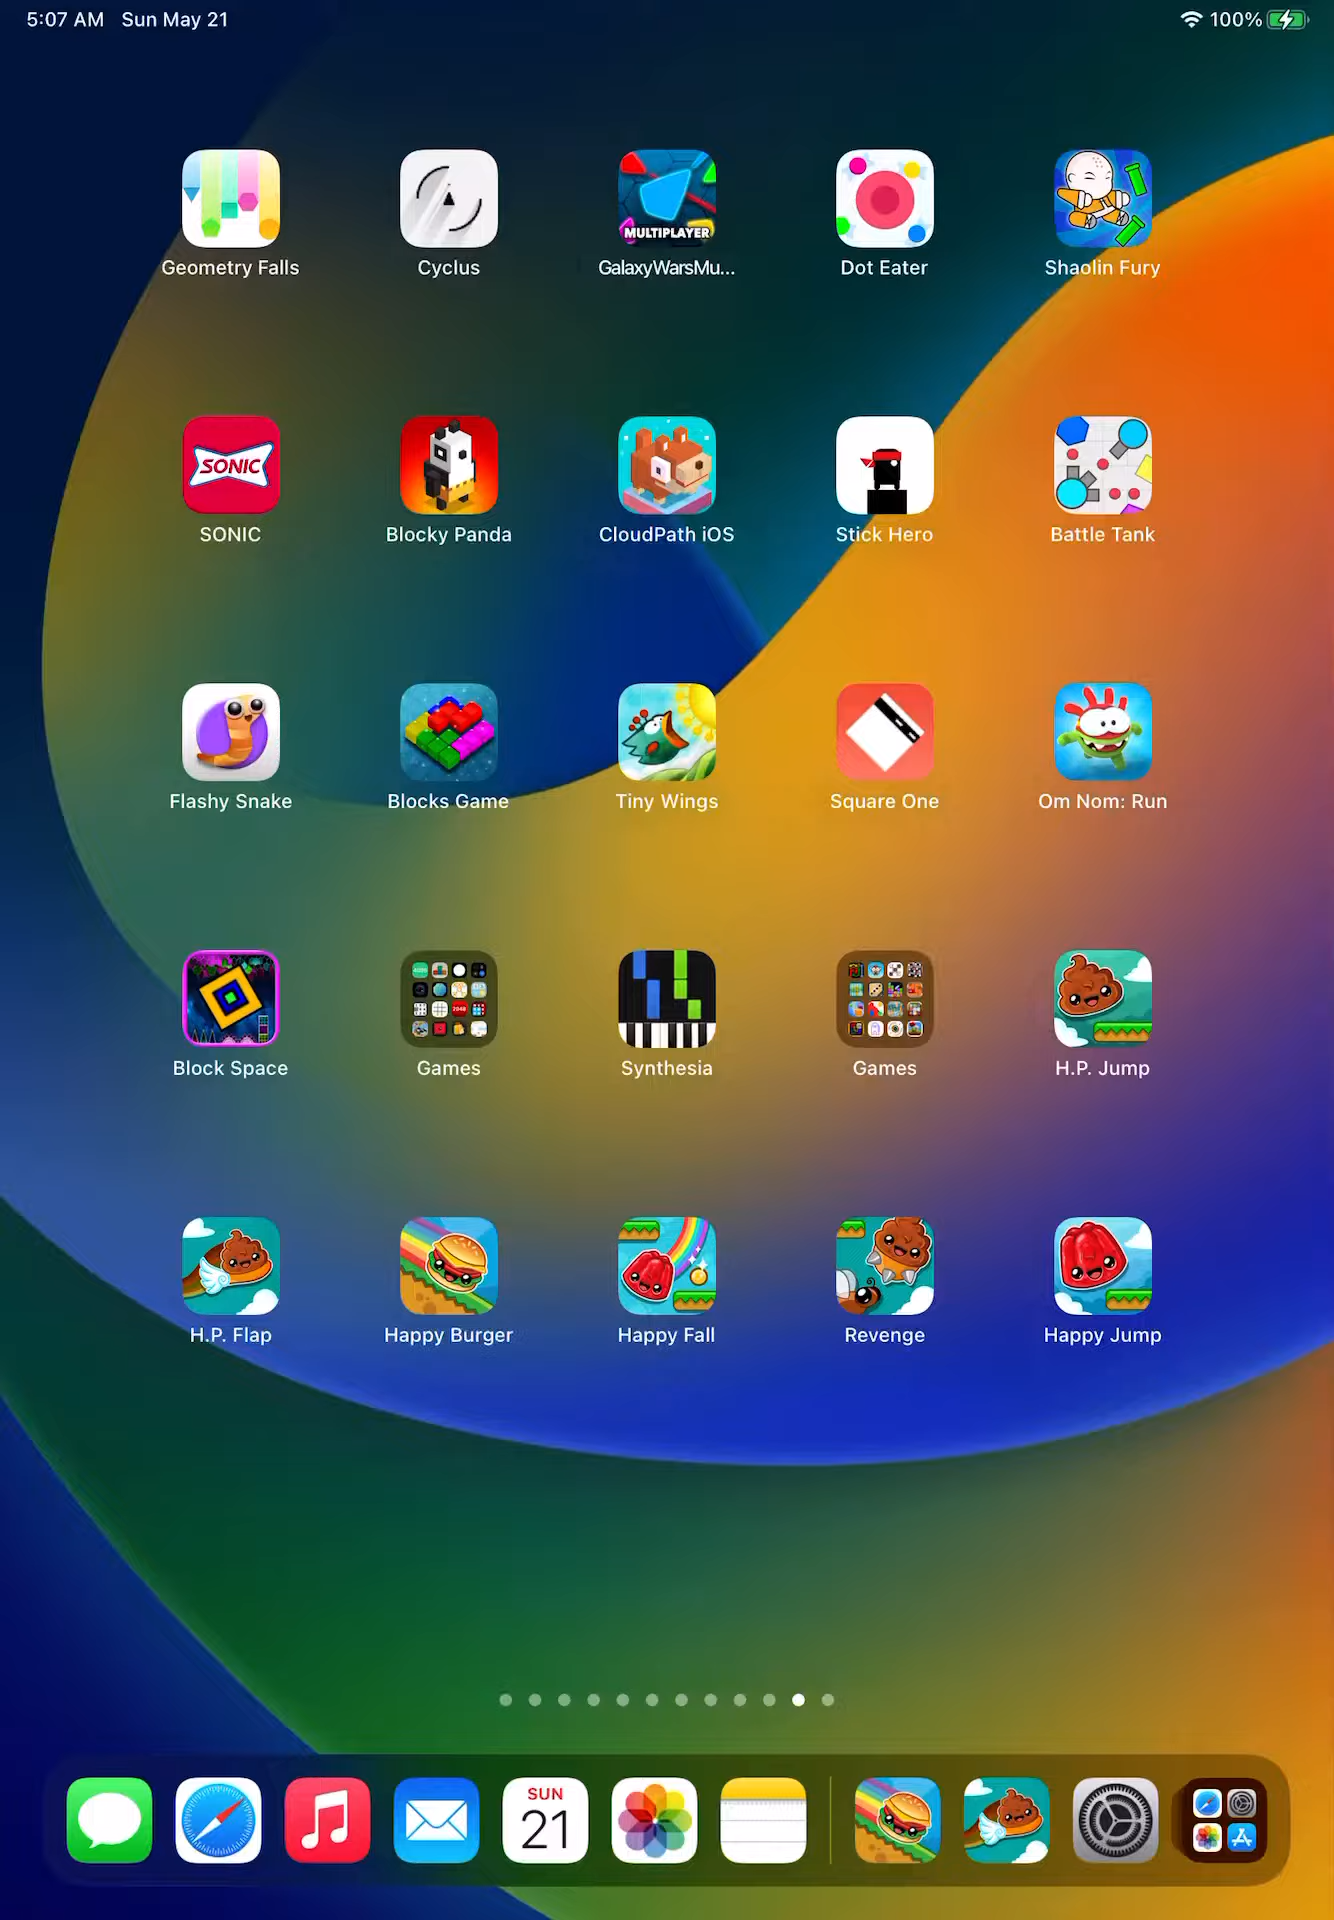 5:07 AM Sun May 21
100%
MULTIPLAYER
Geometry Falls
Cyclus
GalaxyWarsMu...
Dot Eater
Shaolin Fury
SONIC
SONIC
Blocky Panda
CloudPath iOS
Stick Hero
Battle Tank
Flashy Snake
Blocks Game
Tiny Wings
Square One
Om Nom: Run
2048
Block Space
Games
Synthesia
Games
H.P. Jump
H.P. Flap
Happy Burger
Happy Fall
Revenge
Happy Jump
SUN
21